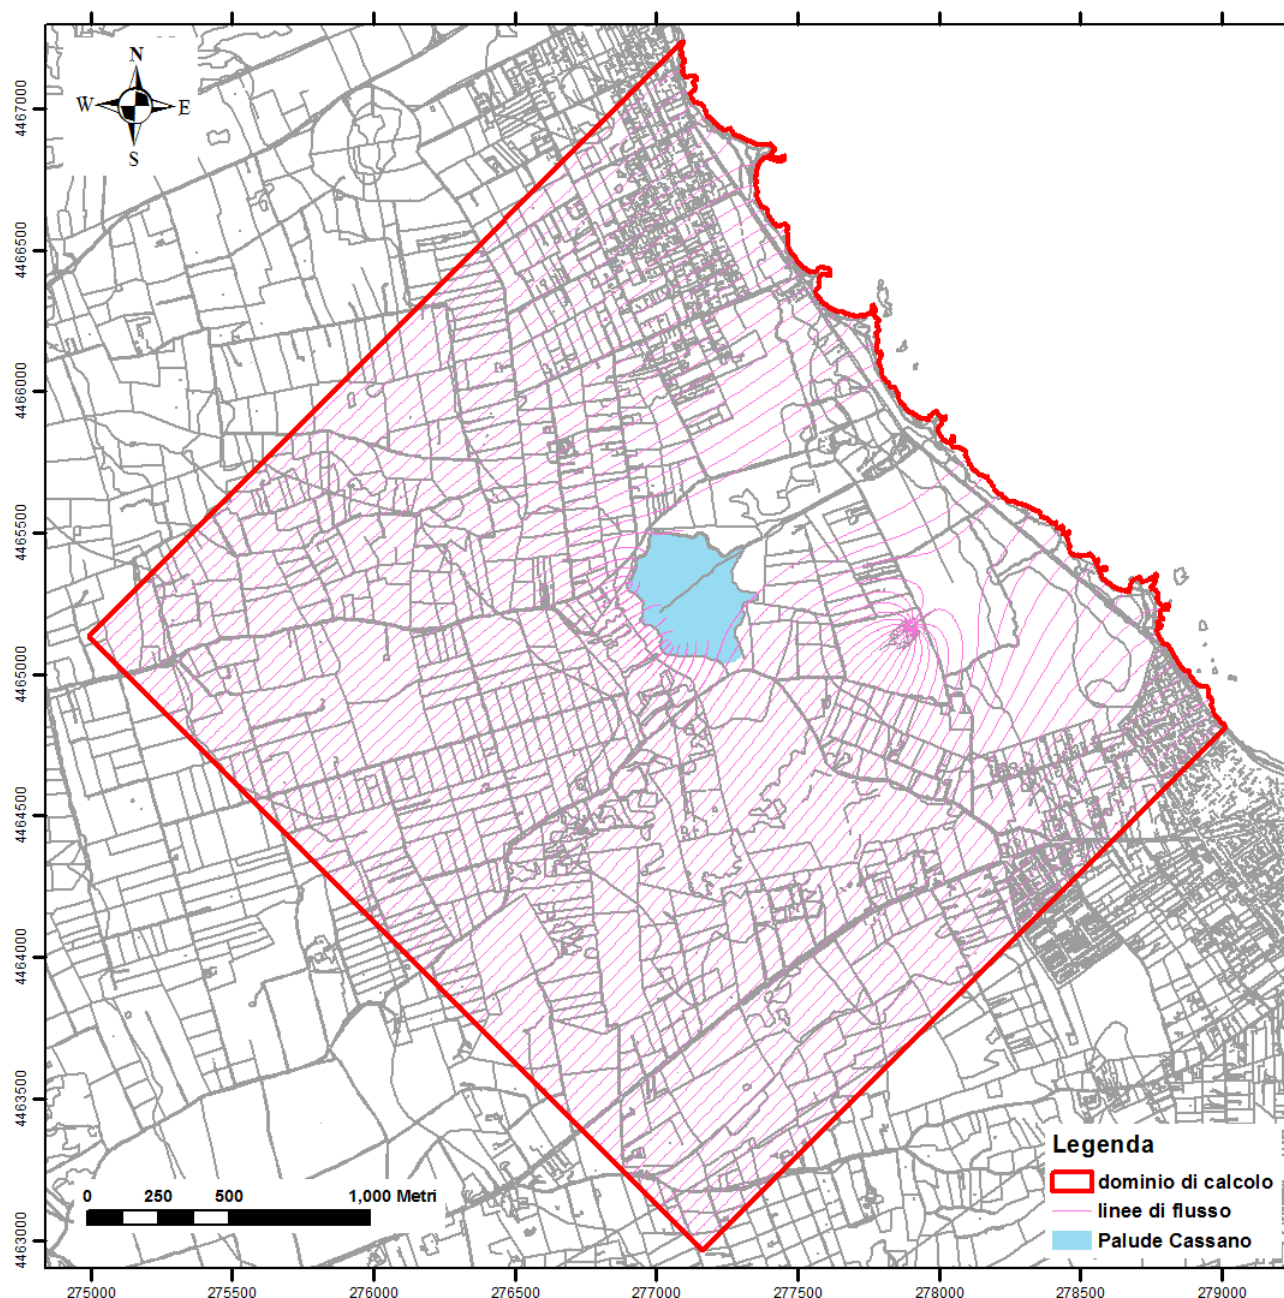 N
W E
S
4467000
4466500
4466000
4465500
4465000
4464500
4464000
4463500
4463000
Legenda
dominio di calcolo
linee di flusso
Palude Cassano
0 250 500 1,000 Metri
275000 275500 276000 276500 277000 277500 278000 278500 279000